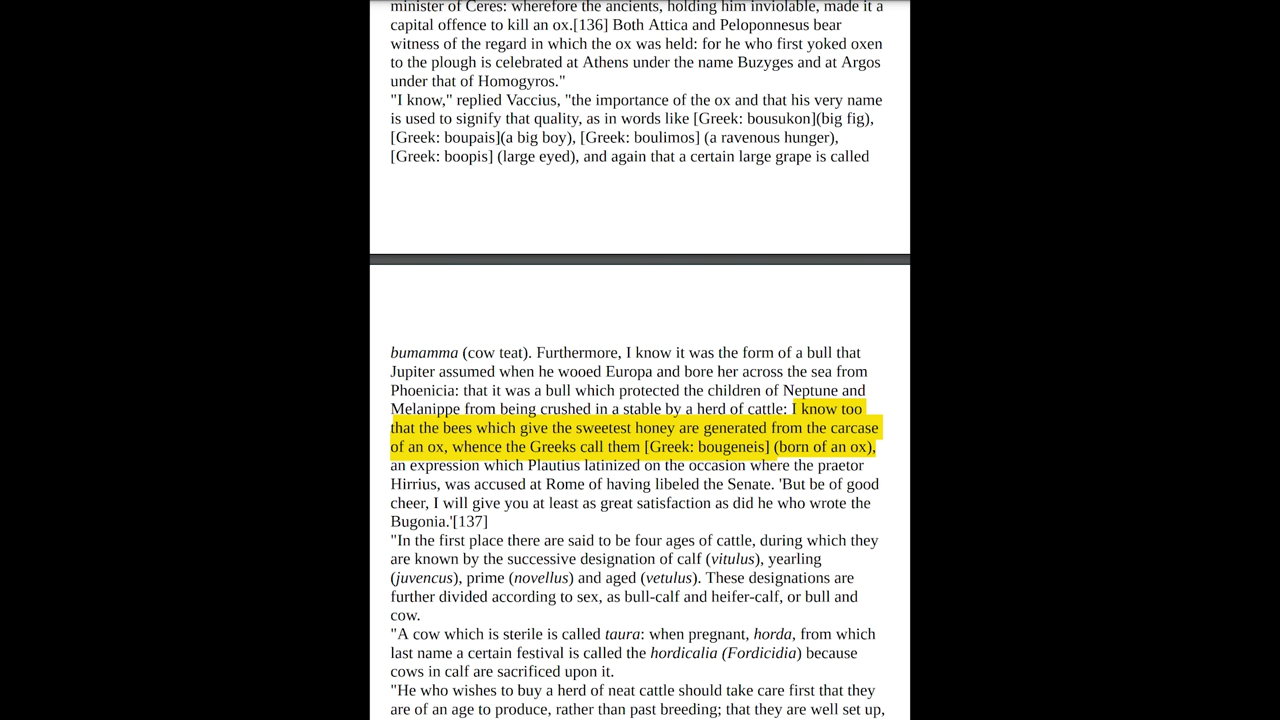 minister of Ceres: wherefore the ancients, holding him inviolable, made it a
capital offence to kill an ox.[136] Both Attica and Peloponnesus bear
witness of the regard in which the ox was held: for he who first yoked oxen
to the plough is celebrated at Athens under the name Buzyges and at Argos
under that of Homogyros."
"I know," replied Vaccius, "the importance of the ox and that his very name
is used to signify that quality, as in words like [Greek: bousukon](big fig),
[Greek: boupais](a big boy), [Greek: boulimos] (a ravenous hunger),
[Greek: boopis] (large eyed), and again that a certain large grape is called
bumamma (cow teat). Furthermore, I know it was the form of a bull that
Jupiter assumed when he wooed Europa and bore her across the sea from
Phoenicia: that it was a bull which protected the children of Neptune and
Melanippe from being crushed in a stable by a herd of cattle: I know too
that the bees which give the sweetest honey are generated from the carcase
of an ox, whence the Greeks call them [Greek: bougeneis] (born of an ox),
an expression which Plautius latinized on the occasion where the praetor
Hirrius, was accused at Rome of having libeled the Senate. 'But be of good
cheer, I will give you at least as great satisfaction as did he who wrote the
Bugonia.'[137]
"In the first place there are said to be four ages of cattle, during which they
are known by the successive designation of calf (vitulus), yearling
(juvencus), prime (novellus) and aged (vetulus). These designations are
further divided according to sex, as bull-calf and heifer-calf, or bull and
cow.
"A cow which is sterile is called taura: when pregnant, horda, from which
last name a certain festival is called the hordicalia (Fordicidia) because
cows in calf are sacrificed upon it.
"He who wishes to buy a herd of neat cattle should take care first that they
are of an age to produce, rather than past breeding; that they are well set up,